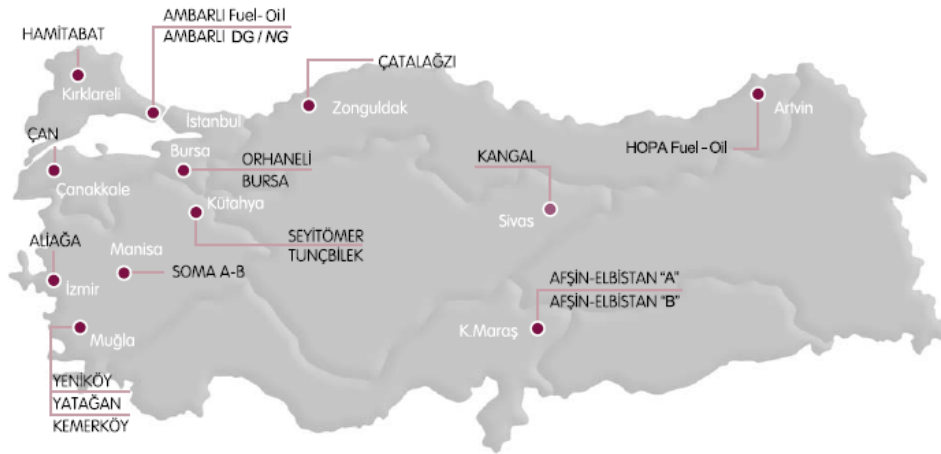 AMBARLI Fuel-Oil
HAMİTABAT
AMBARLI DG / NG
ÇATALAĞZI
Kırklareli
Artvin
Zonguldak
İstanbul
ÇAN
Bursa
ORHANELİ
KANGAL
HOPA Fuel-Oil
BURSA
Çanakkale
Kütahya
Sivas
SEYİTÖMER
ALİAĞA
Manisa
TUNÇBİLEK
SOMA A-B
AFŞİN-ELBİSTAN "A"
İzmir
AFŞİN-ELBİSTAN "B"
K.Maraş
Muğla
YENİKÖY
YATAĞAN
KEMERKÖY